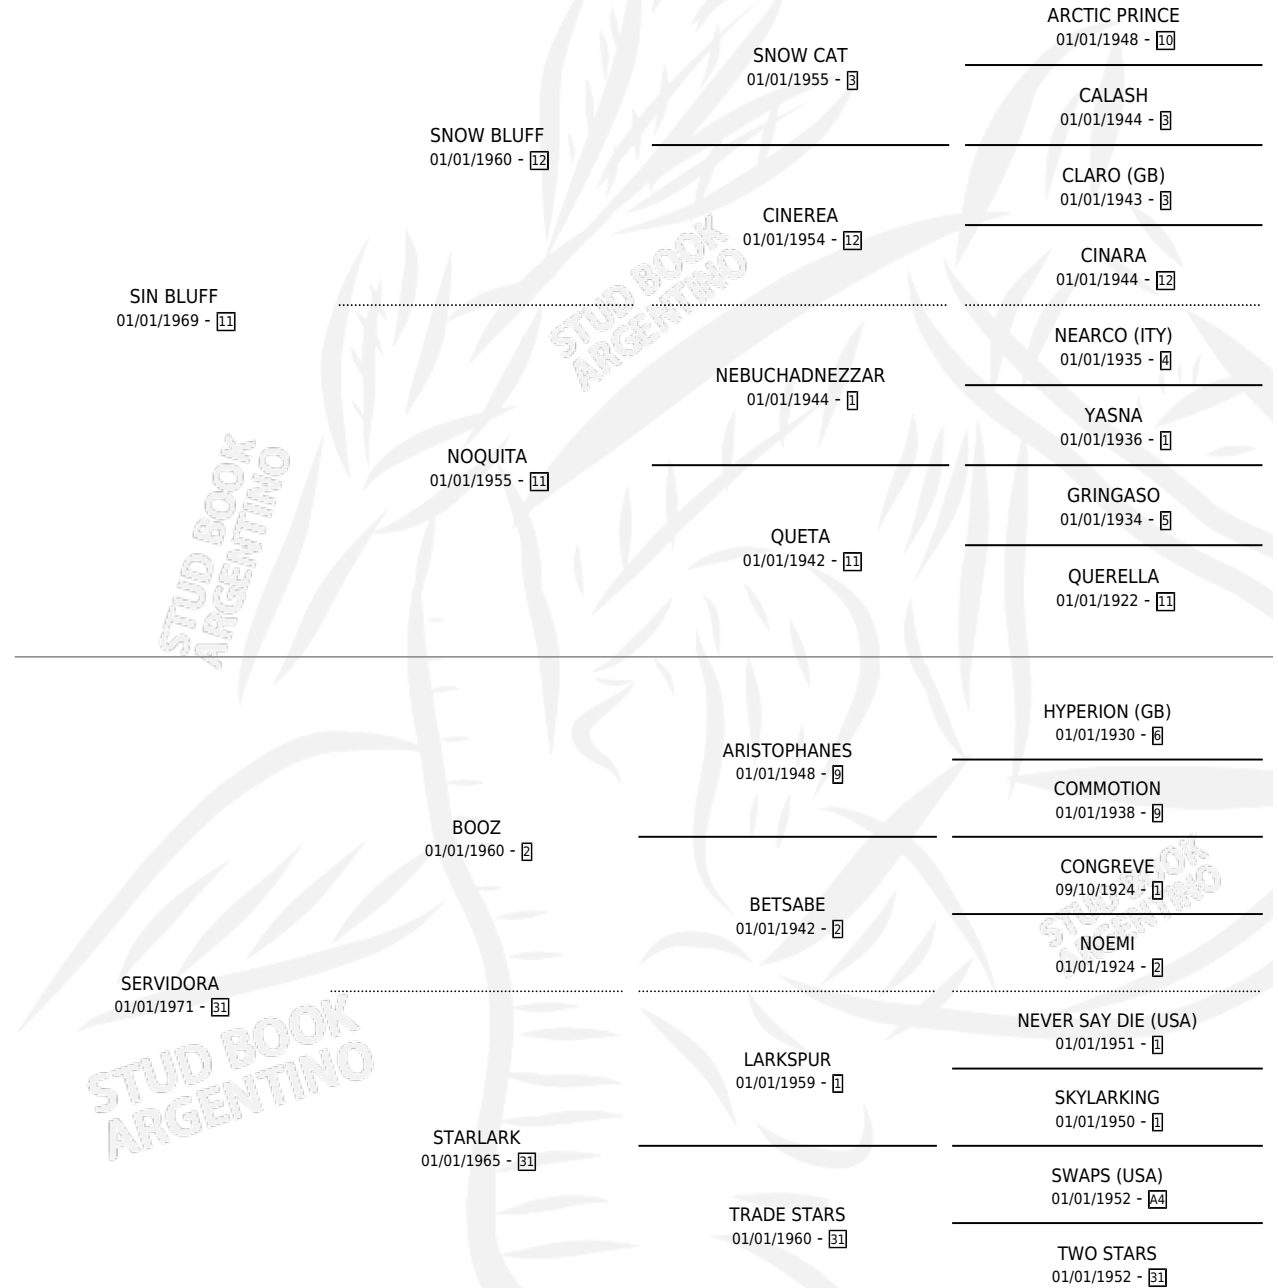 ARCTIC PRINCE
01/01/1948 - 10
SNOW CAT
01/01/1955 - 3
CALASH
01/01/1944 - 3
SNOW BLUFF
01/01/1960 - 12
CLARO (GB)
01/01/1943 - 3
CINEREA
01/01/1954 - 12
CINARA
01/01/1944 - 12
SIN BLUFF
01/01/1969 - 11
NEARCO (ITY)
01/01/1935 - 4
NEBUCHADNEZZAR
01/01/1944 - 1
YASNA
01/01/1936 - 1
NOQUITA
01/01/1955 - 11
GRINGASO
01/01/1934 - 5
QUETA
01/01/1942 - 11
QUERELLA
01/01/1922 - 11
HYPERION (GB)
01/01/1930 - 6
ARISTOPHANES
01/01/1948 - 9
COMMOTION
01/01/1938 - 9
BOOZ
01/01/1960 - 2
CONGREVE
09/10/1924 - 1
BETSABE
01/01/1942 - 2
NOEMI
01/01/1924 - 2
SERVIDORA
01/01/1971 - 31
NEVER SAY DIE (USA)
01/01/1951 - 1
LARKSPUR
01/01/1959 - 1
SKYLARKING
01/01/1950 - 1
STARLARK
01/01/1965 - 31
SWAPS (USA)
01/01/1952 - A4
TRADE STARS
01/01/1960 - 31
TWO STARS
01/01/1952 - 31
STUD BOOK
ARGENTINO
STUD BOOK
ARGENTINO
STUD BOOK
ARGENTINO
STUD BOOK
ARGENTINO